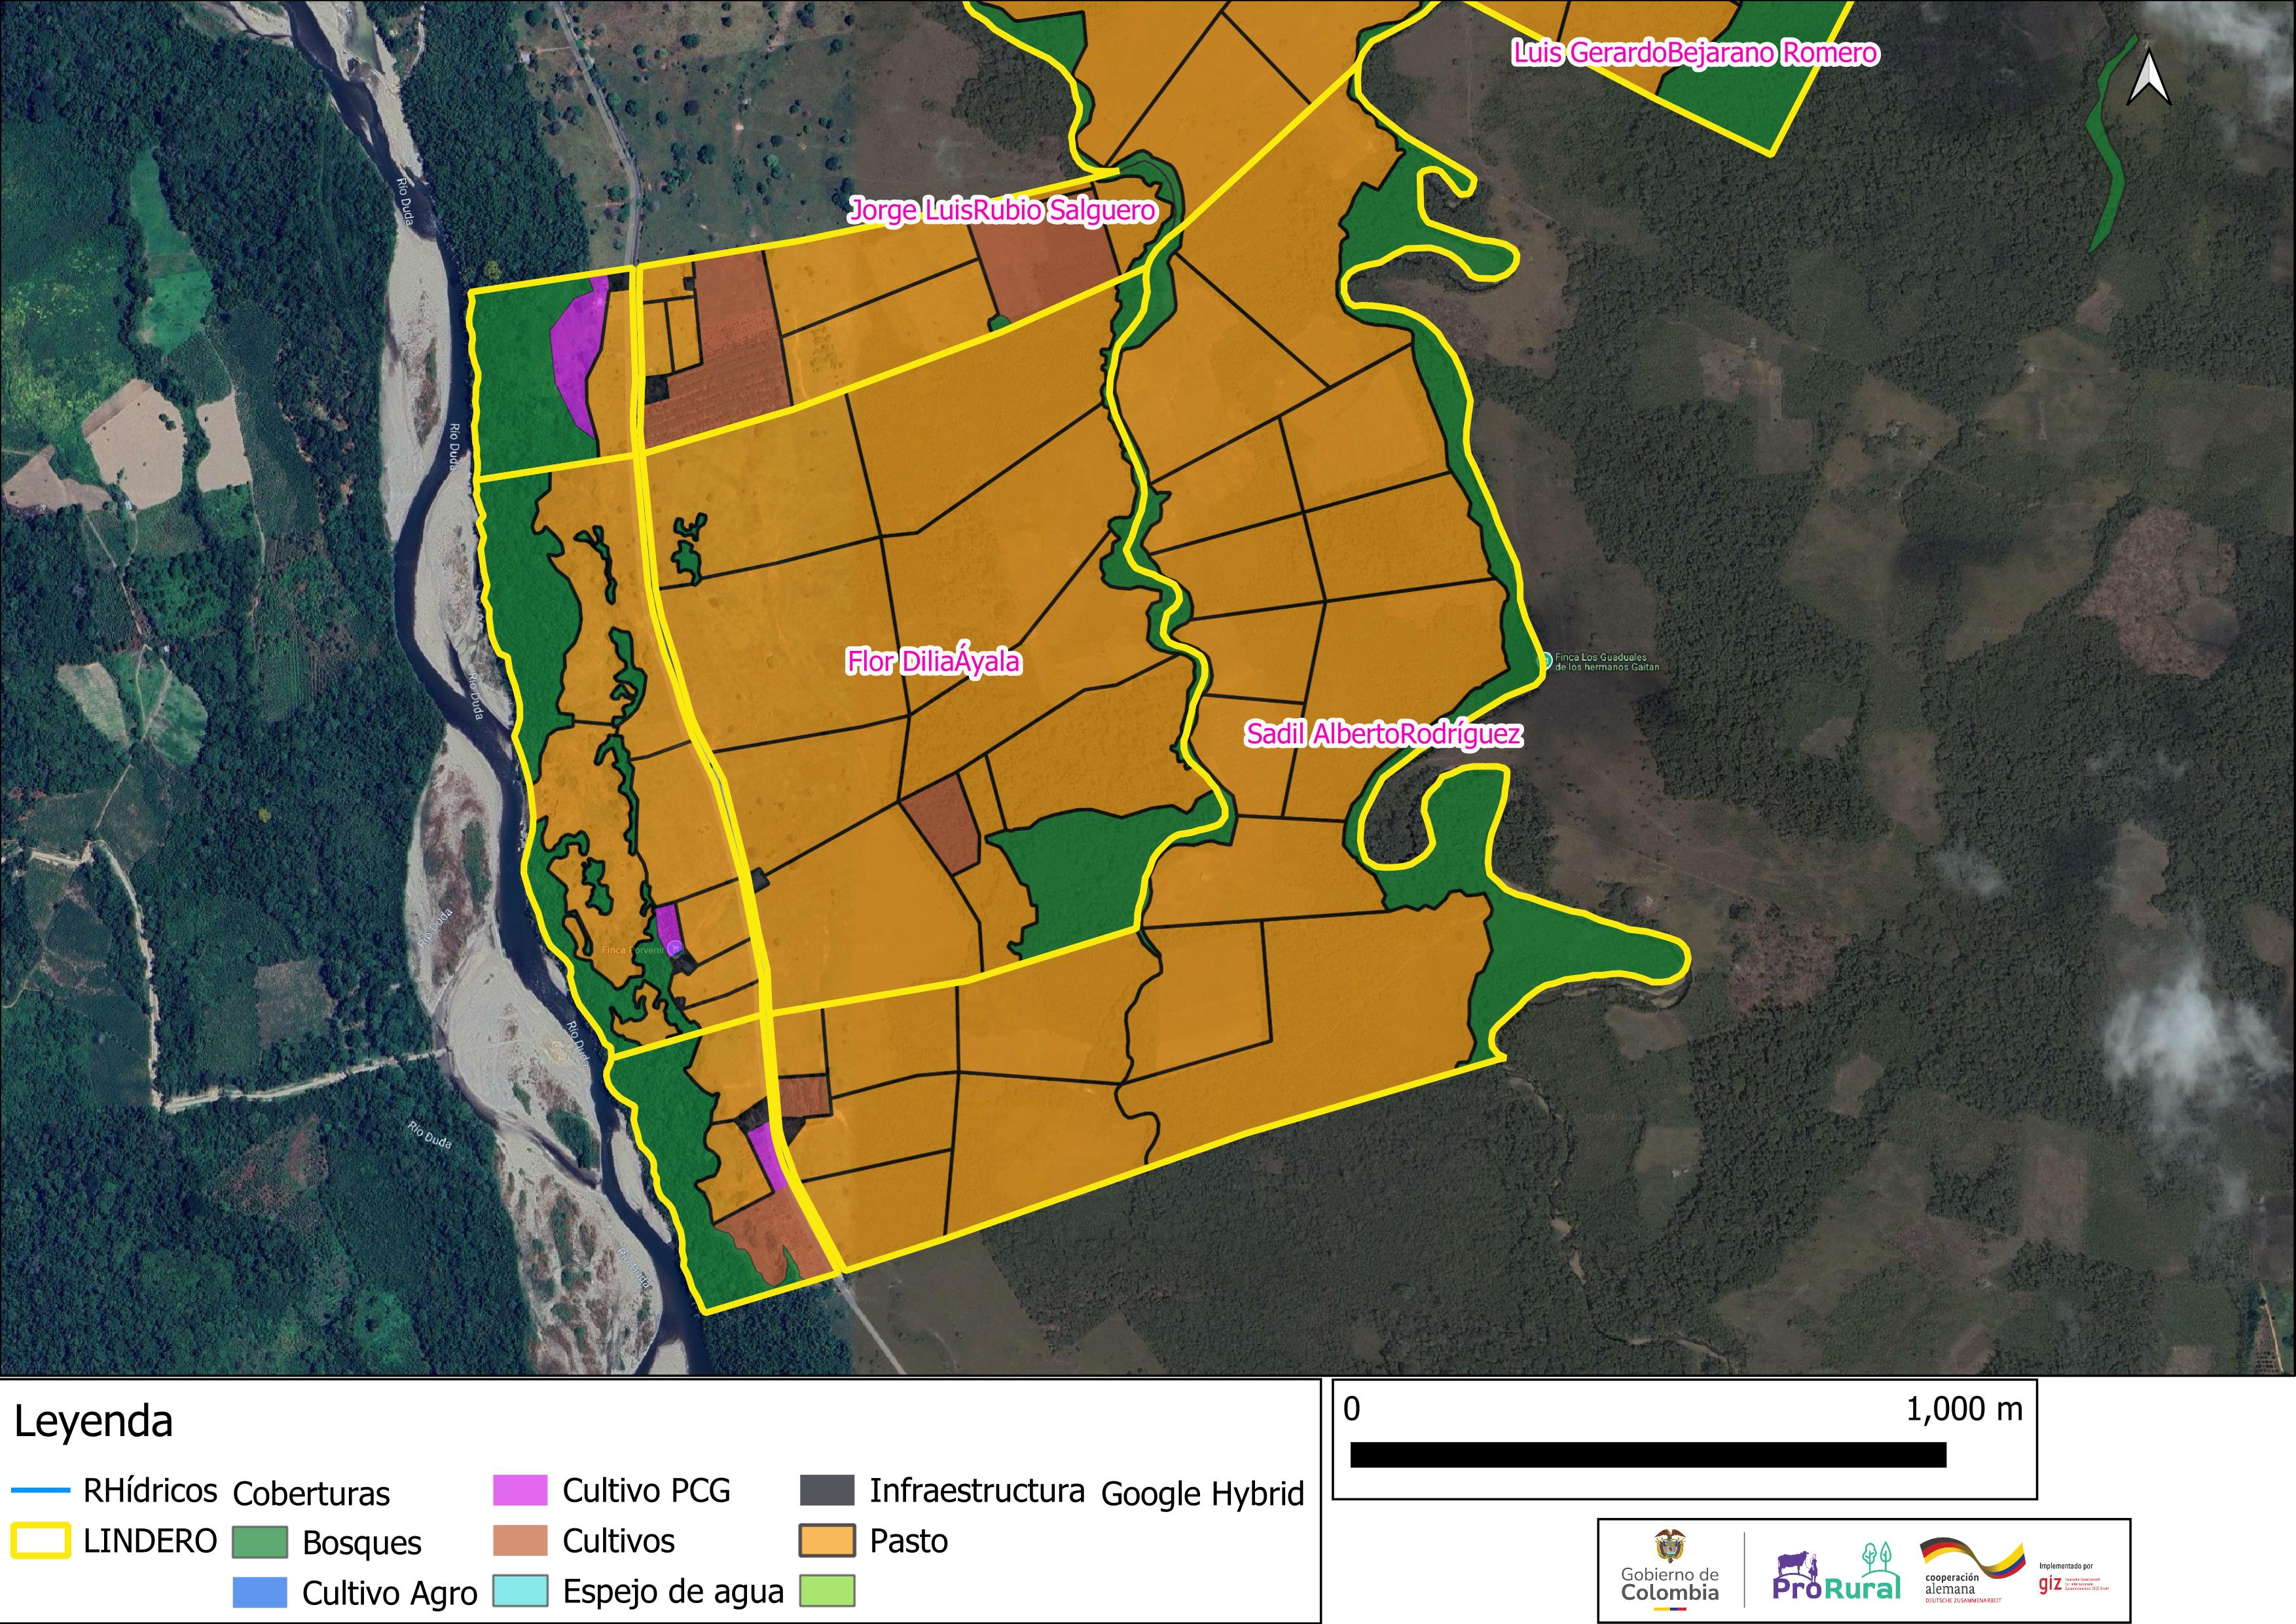 Luis GerardoBejarano Romero
Río Duda
Jorge LuisRubio Salguero
Río Duda
Flor DiliaÁyala
Finca Los Guaduales
de los hermanos Gaitan
Río Duda
Sadil AlbertoRodríguez
Río Duda
Finca Porvenir
Río Duda
Río Duda
Río Duda
Leyenda
0 1,000 m
RHídricos Coberturas Cultivo PCG Infraestructura Google Hybrid
LINDERO Bosques Cultivos Pasto
Cultivo Agro Espejo de agua
Gobierno de
Colombia
ProRural
cooperación
alemana
DEUTSCHE ZUSAMMENARBEIT
Implementado por
giz